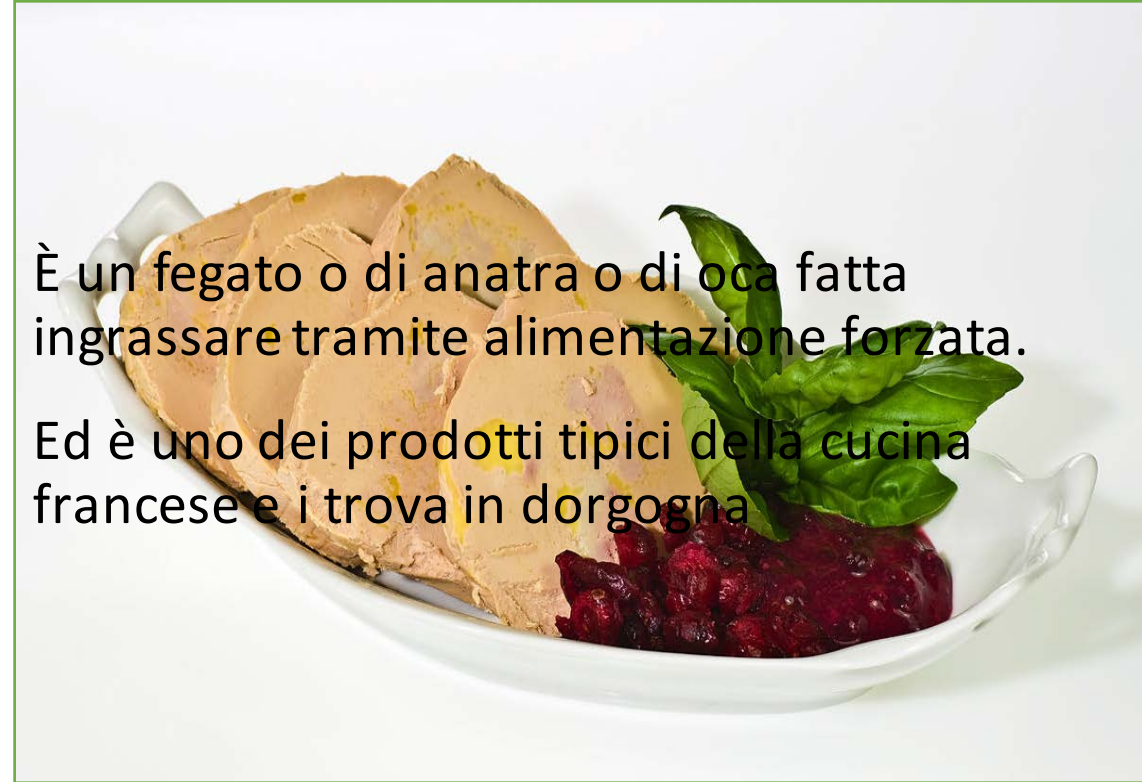 È un fegato o di anatra o di oca fatta
ingrassare tramite alimentazione forzata.
Ed è uno dei prodotti tipici della cucina
francese e i trova in dorgogna